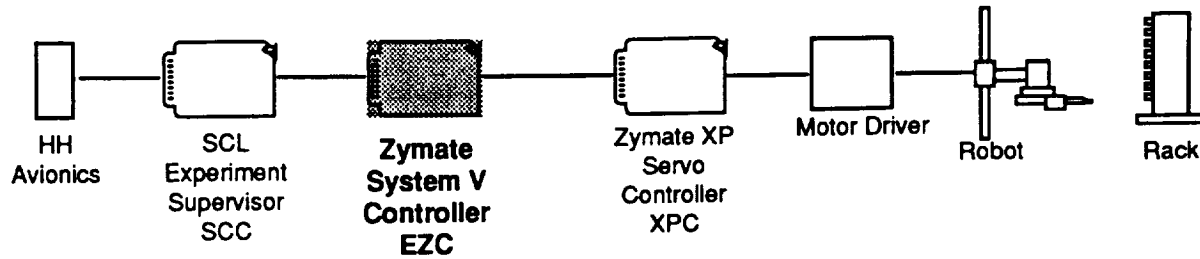 HH
Avionics
SCL
Experiment
Supervisor
SCC
Zymate
System V
Controller
EZC
Zymate XP
Servo
Controller
XPC
Motor Driver
Robot
Rack